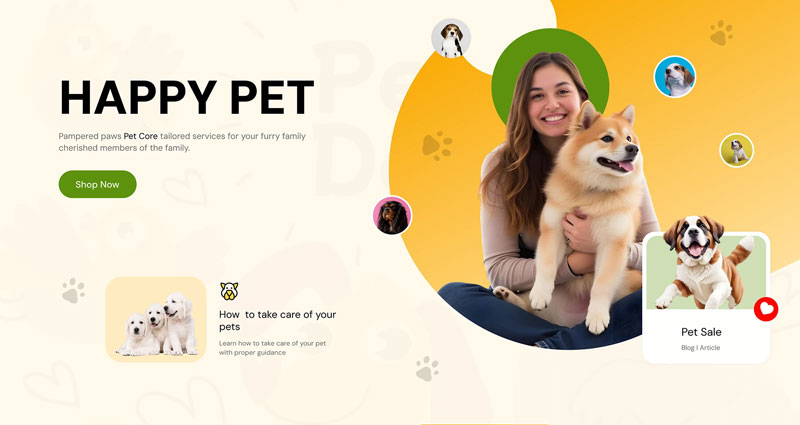 HAPPY PET
Pampered paws Pet Core tailored services for your furry family
cherished members of the family.
Shop Now
How to take care of your
pets
Learn how to take care of your pet
with proper guidance
Pet Sale
Blog I Article